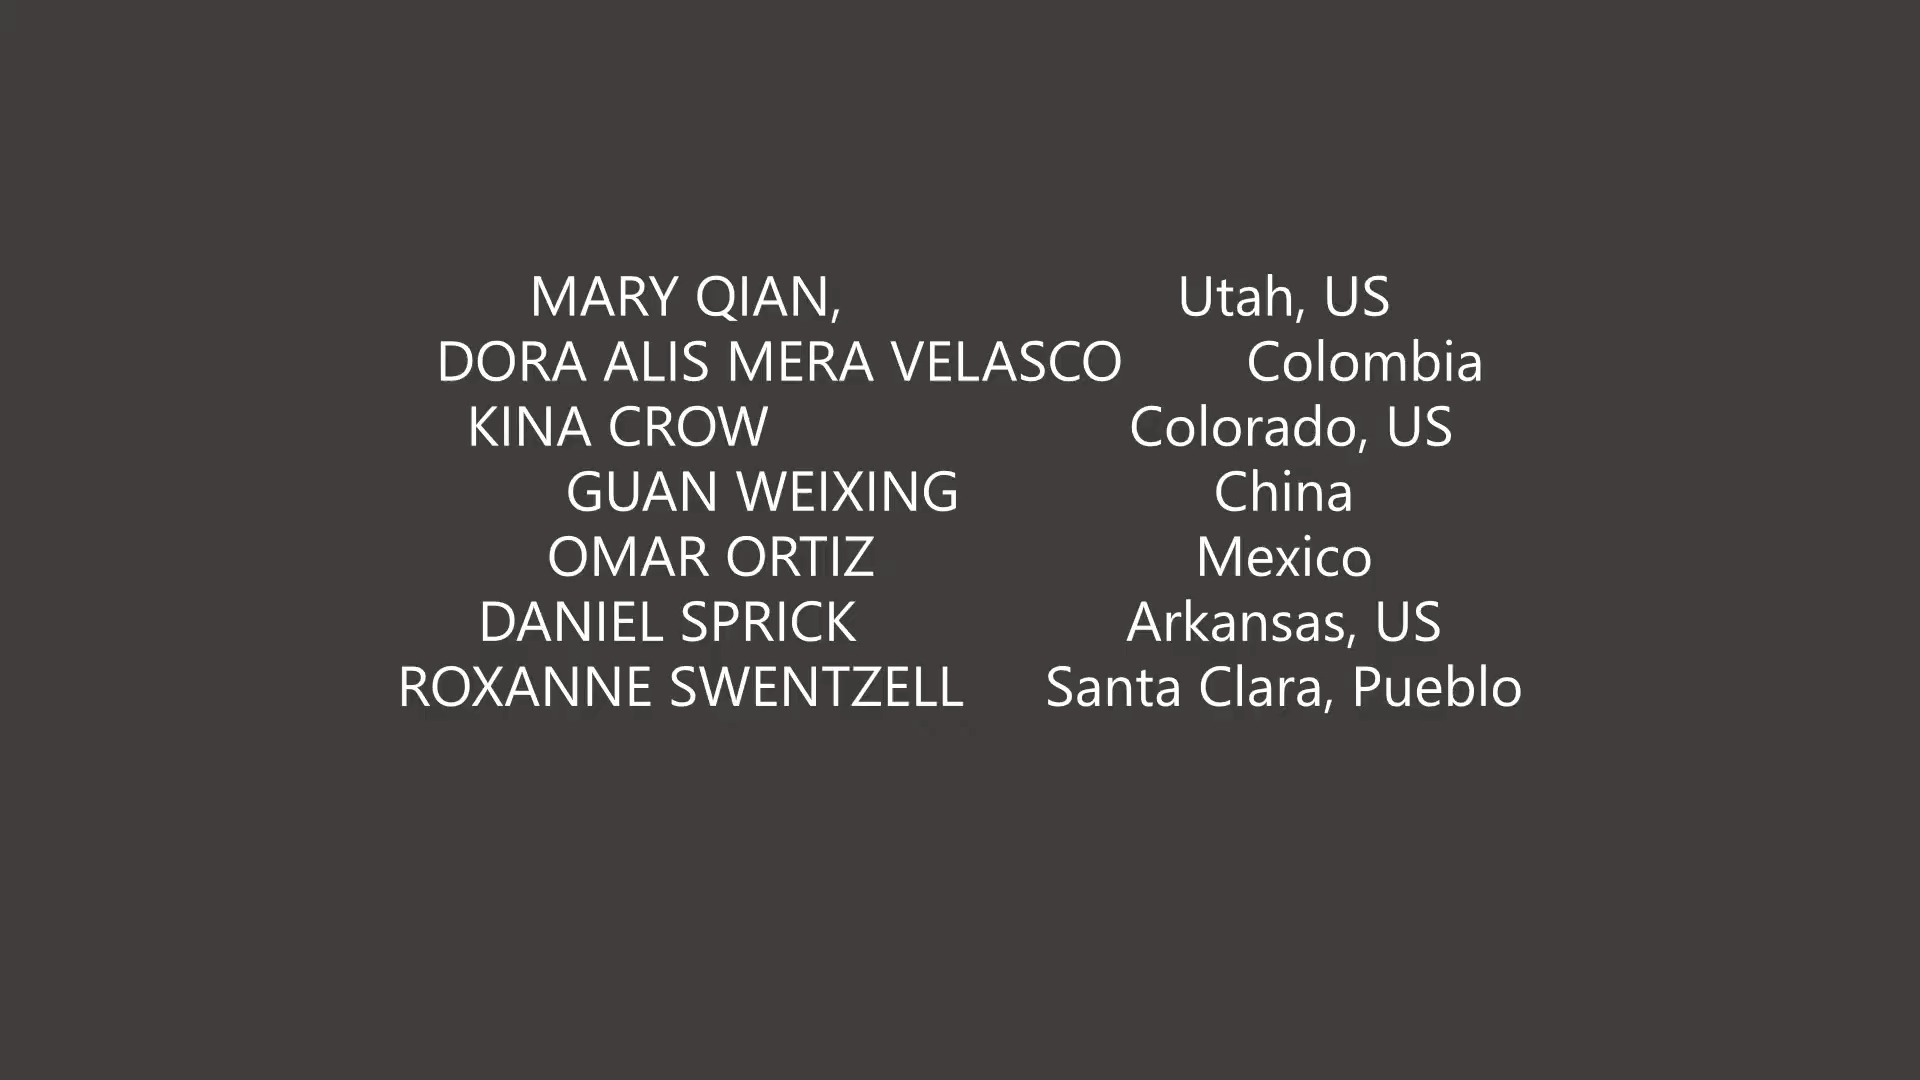 MARY QIAN, Utah, US
DORA ALIS MERA VELASCO Colombia
KINA CROW Colorado, US
GUAN WEIXING China
OMAR ORTIZ Mexico
DANIEL SPRICK Arkansas, US
ROXANNE SWENTZELL Santa Clara, Pueblo